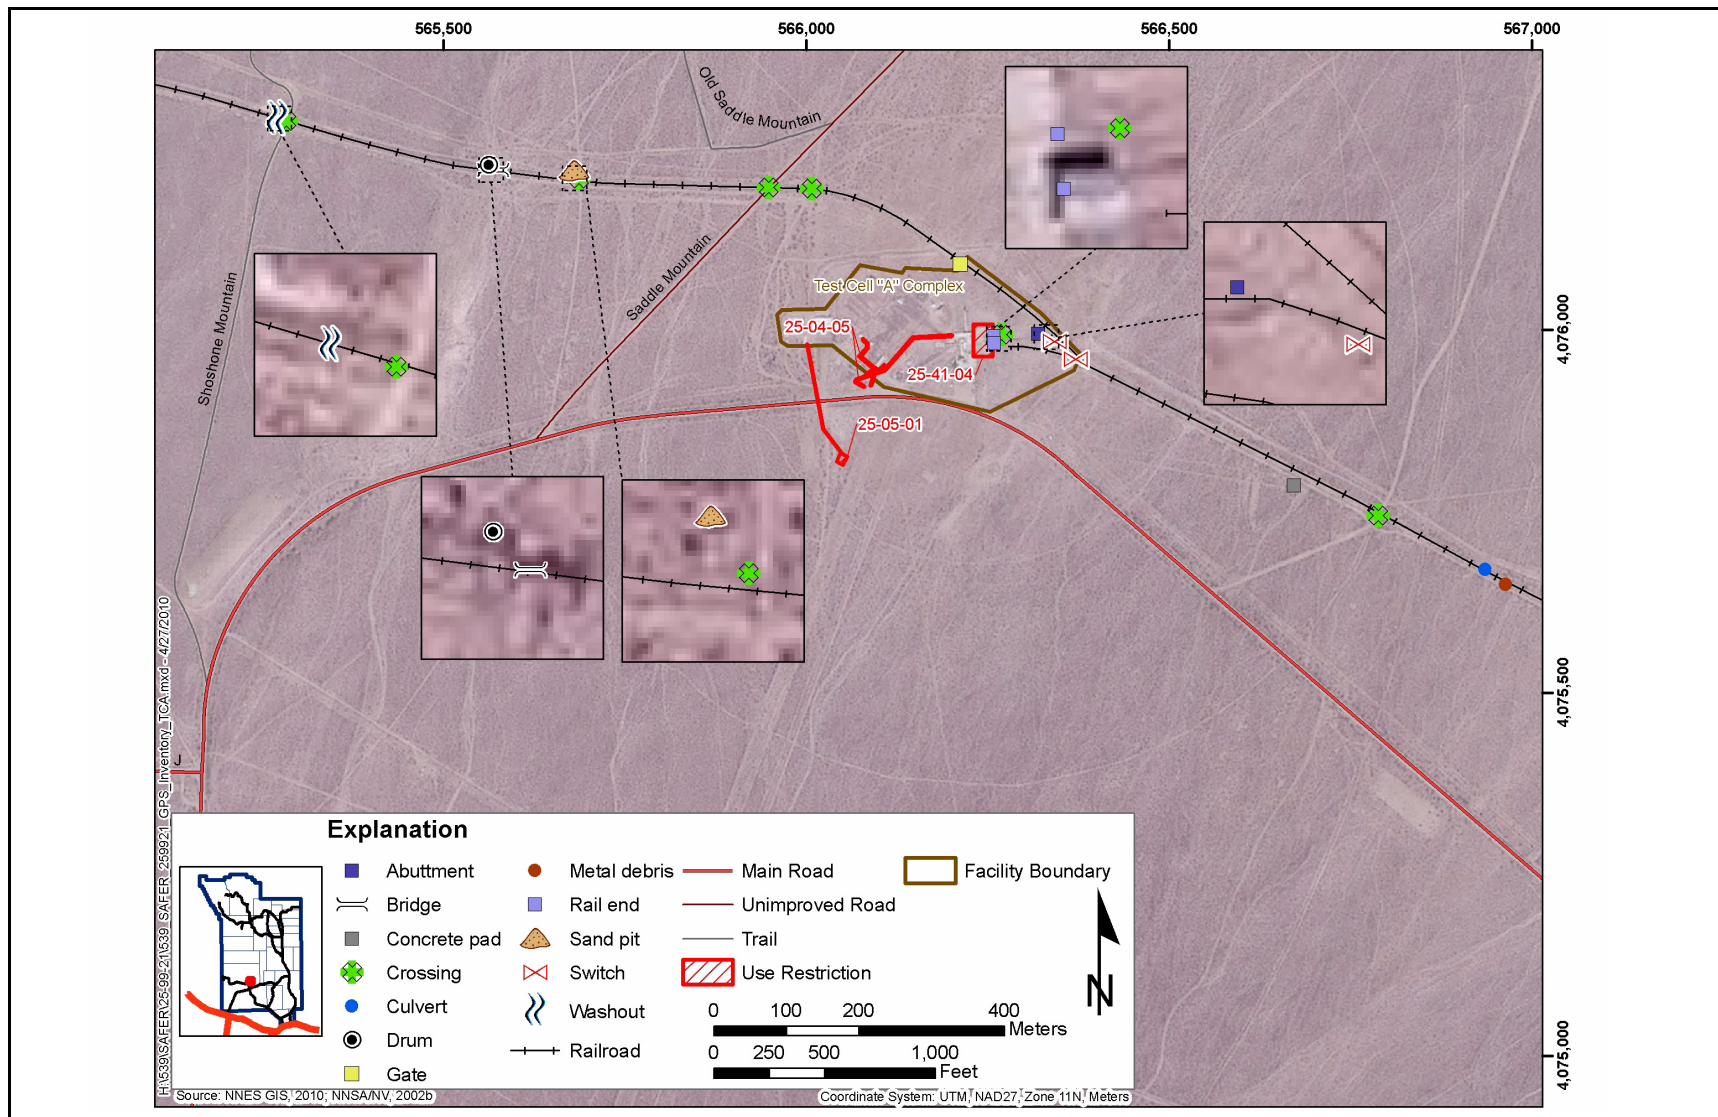 565,500
566,000
566,500
567,000
Old Saddle Mountain
Saddle Mountain
Shoshone Mountain
Test Cell "A" Complex
25-04-05
25-41-04
25-05-01
4,076,000
4,075,500
4,075,000
J
H:\539\SAFER\25-99-21\539_SAFER_259921_GPS_Inventory_TCA.mxd - 4/27/2010
Explanation
Abuttment
Bridge
Concrete pad
Crossing
Culvert
Drum
Gate
Metal debris
Rail end
Sand pit
Switch
Washout
Railroad
Main Road
Unimproved Road
Trail
Use Restriction
Facility Boundary
0 100 200 400
Meters
0 250 500 1,000
Feet
N
Source: NNES GIS, 2010; NNSA/NV, 2002b
Coordinate System: UTM, NAD27, Zone 11N, Meters